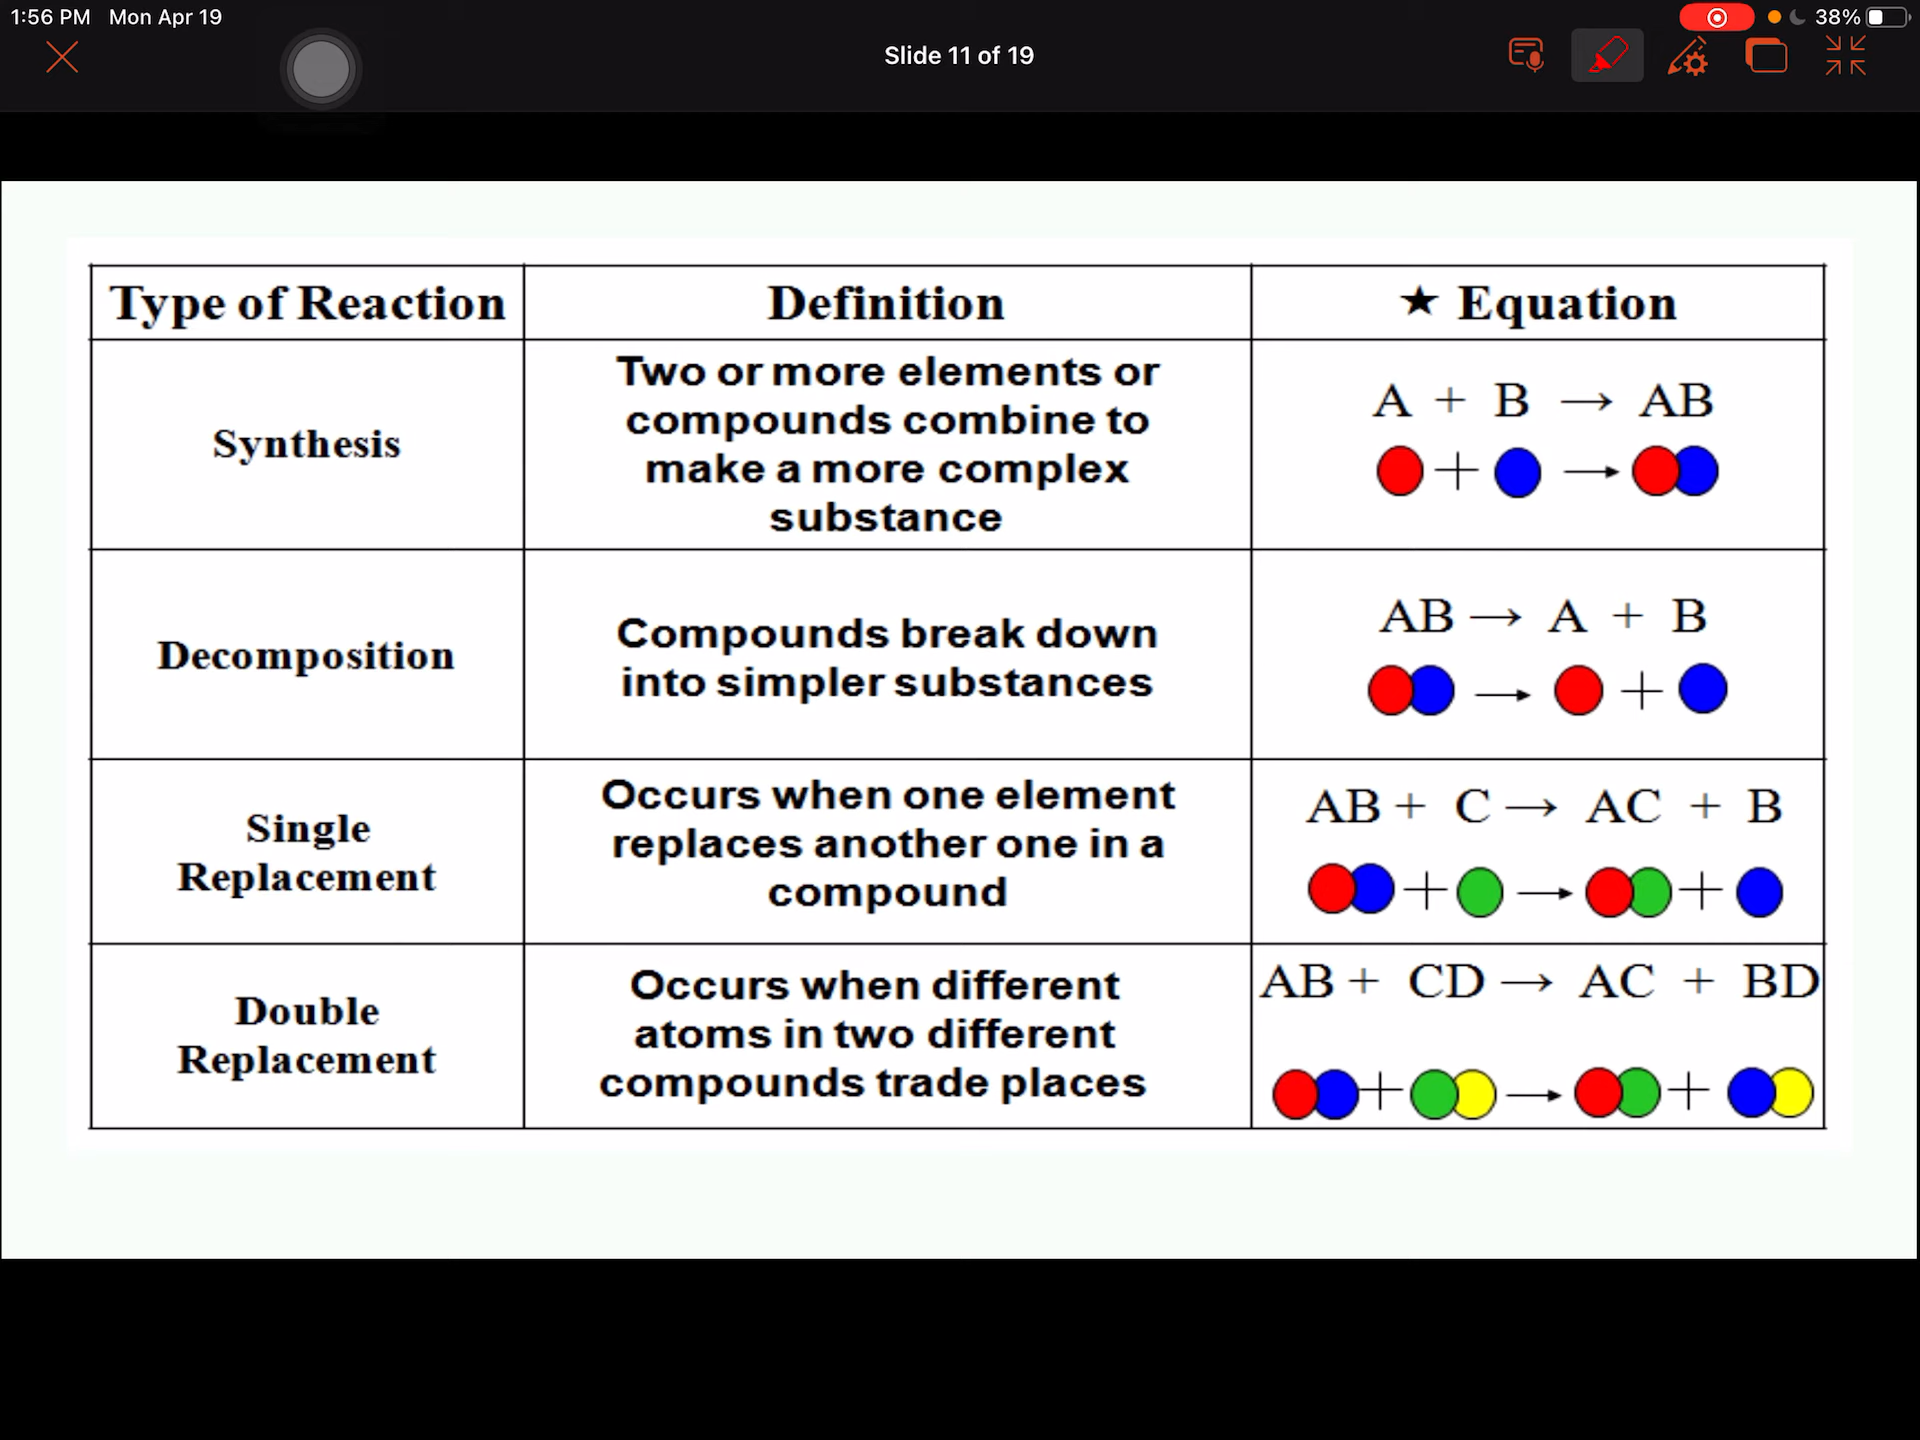 1:56 PM Mon Apr 19
38%
Slide 11 of 19
Type of Reaction
Definition
★ Equation
Synthesis
Two or more elements or
compounds combine to
make a more complex
substance
A + B → AB
+ →
Decomposition
Compounds break down
into simpler substances
AB → A + B
→ +
Single
Replacement
Occurs when one element
replaces another one in a
compound
AB + C → AC + B
+ → +
Double
Replacement
Occurs when different
atoms in two different
compounds trade places
AB + CD → AC + BD
+ → +